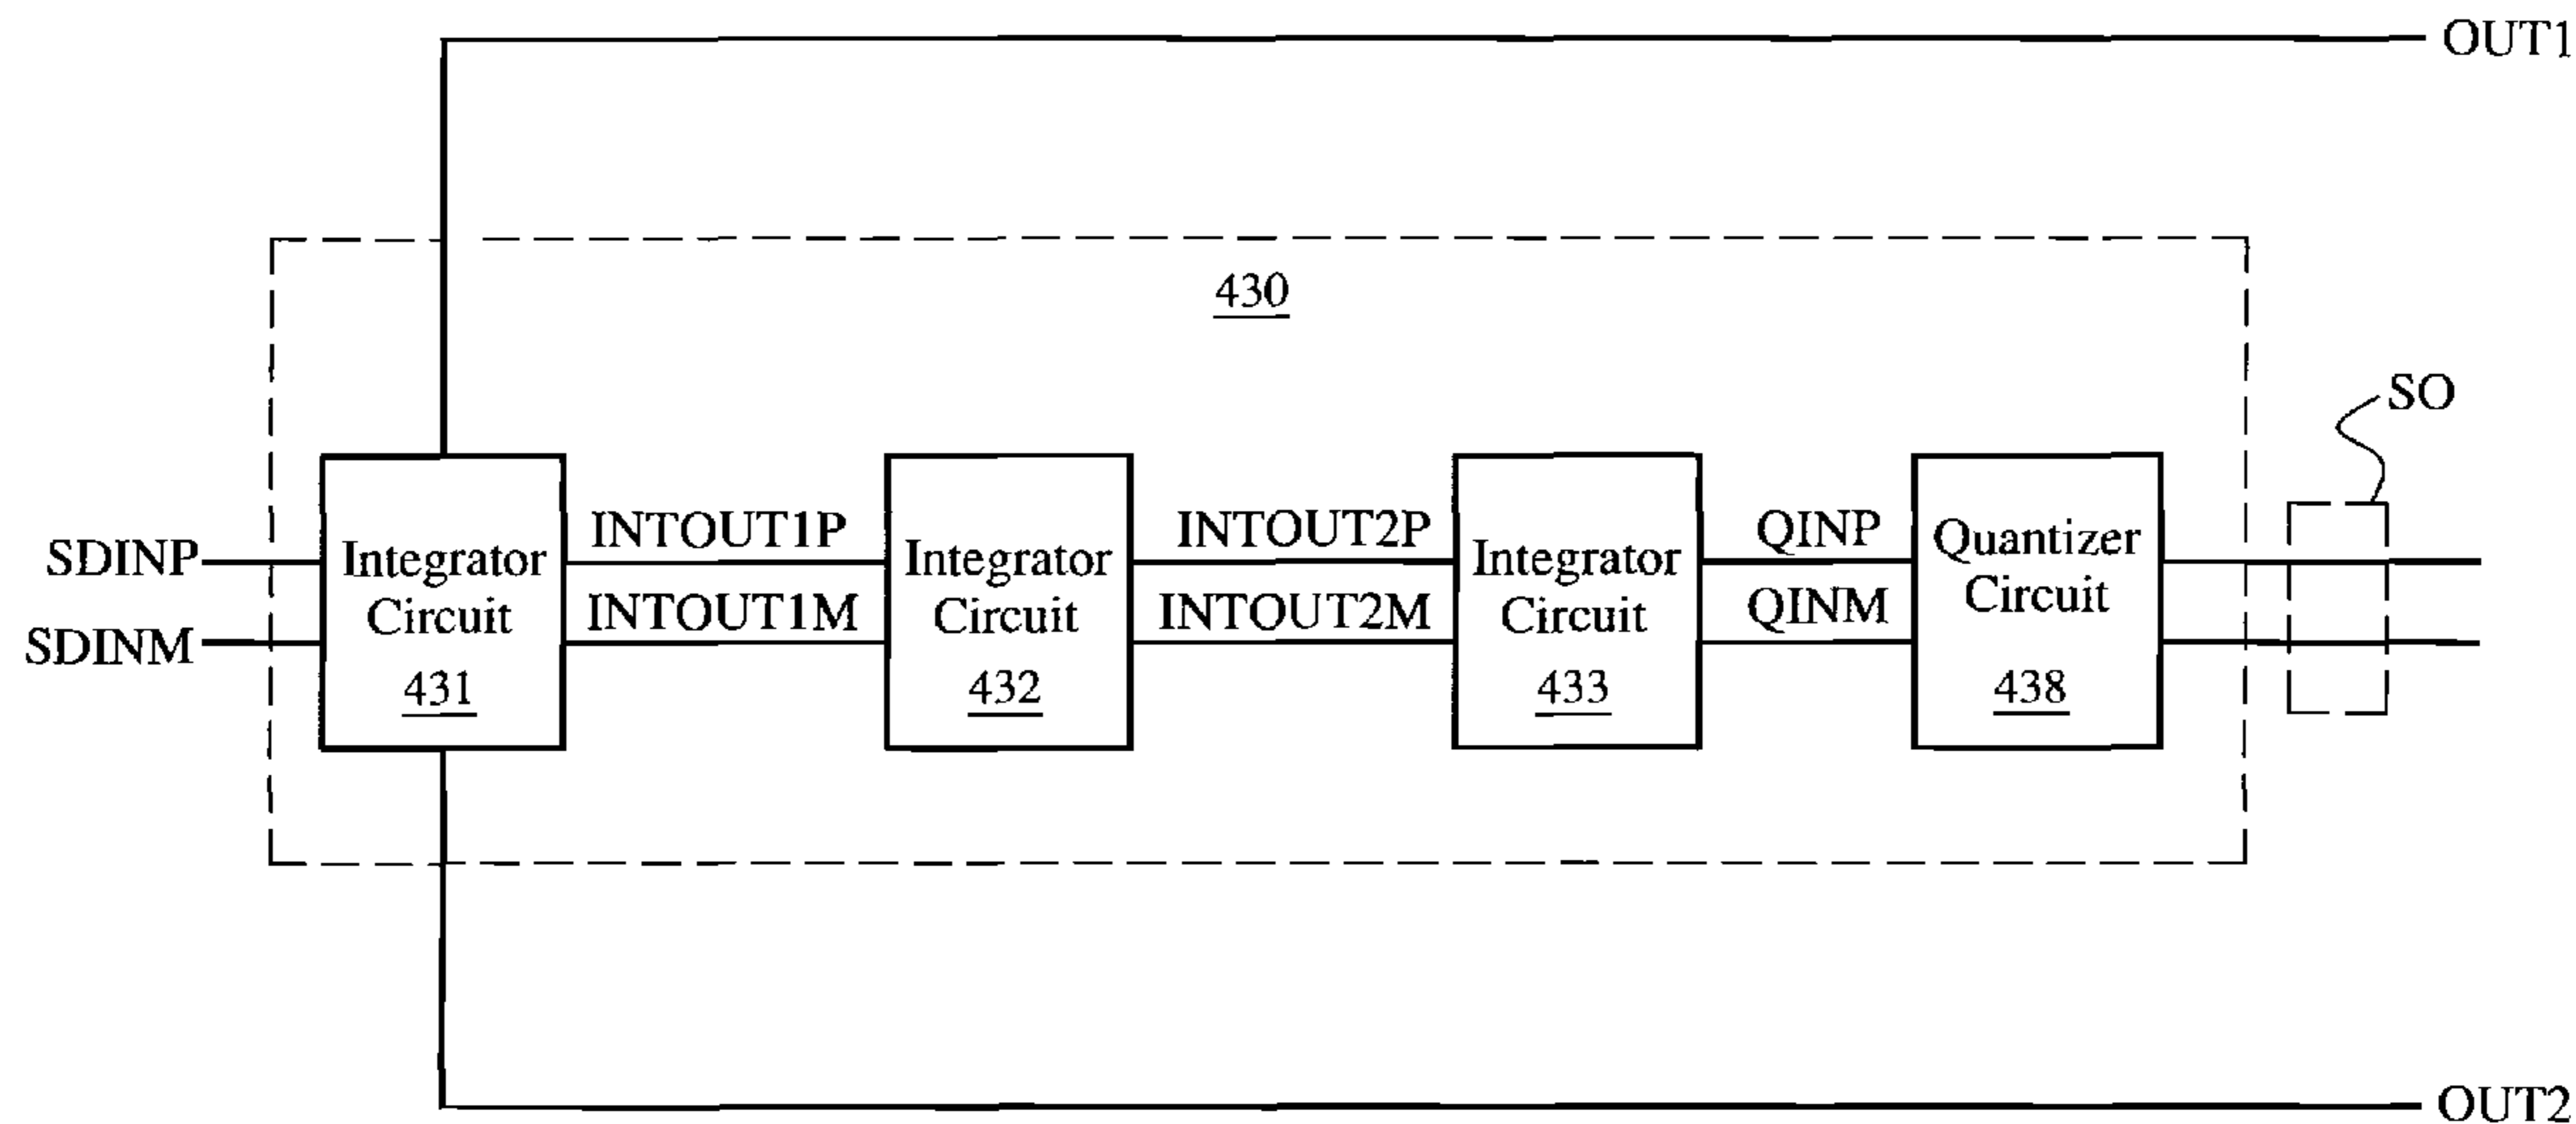 OUT1
430
SO
SDINP
SDINM
Integrator
Circuit
431
INTOUT1P
INTOUT1M
Integrator
Circuit
432
INTOUT2P
INTOUT2M
Integrator
Circuit
433
QINP
QINM
Quantizer
Circuit
438
OUT2